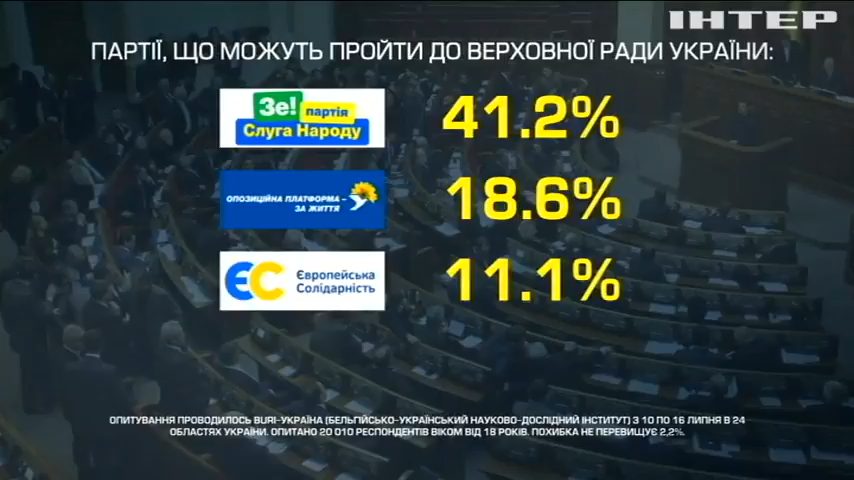 ІНТЕР
ПАРТІЇ, ЩО МОЖУТЬ ПРОЙТИ ДО ВЕРХОВНОЇ РАДИ УКРАЇНИ:
Зе! партія
Слуга Народу
41.2%
ОПОЗИЦІЙНА ПЛАТФОРМА –
ЗА ЖИТТЯ
18.6%
ЄС Європейська
Солідарність
11.1%
ОПИТУВАННЯ ПРОВОДИЛОСЬ BURI-УКРАЇНА (БЕЛЬГІЙСЬКО-УКРАЇНСЬКИЙ НАУКОВО-ДОСЛІДНИЙ ІНСТИТУТ) З 10 ПО 16 ЛИПНЯ В 24
ОБЛАСТЯХ УКРАЇНИ. ОПИТАНО 20 010 РЕСПОНДЕНТІВ ВІКОМ ВІД 18 РОКІВ. ПОХИБКА НЕ ПЕРЕВИЩУЄ 2,2%.